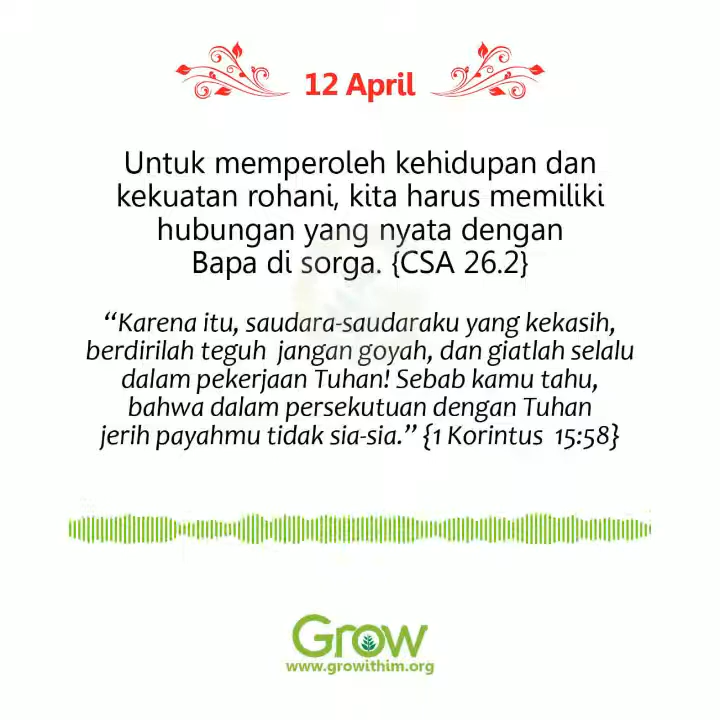 12 April
Untuk memperoleh kehidupan dan
kekuatan rohani, kita harus memiliki
hubungan yang nyata dengan
Bapa di sorga. {CSA 26.2}
“Karena itu, saudara-saudaraku yang kekasih,
berdirilah teguh jangan goyah, dan giatlah selalu
dalam pekerjaan Tuhan! Sebab kamu tahu,
bahwa dalam persekutuan dengan Tuhan
jerih payahmu tidak sia-sia.” {1 Korintus 15:58}
Grow
www.growithim.org